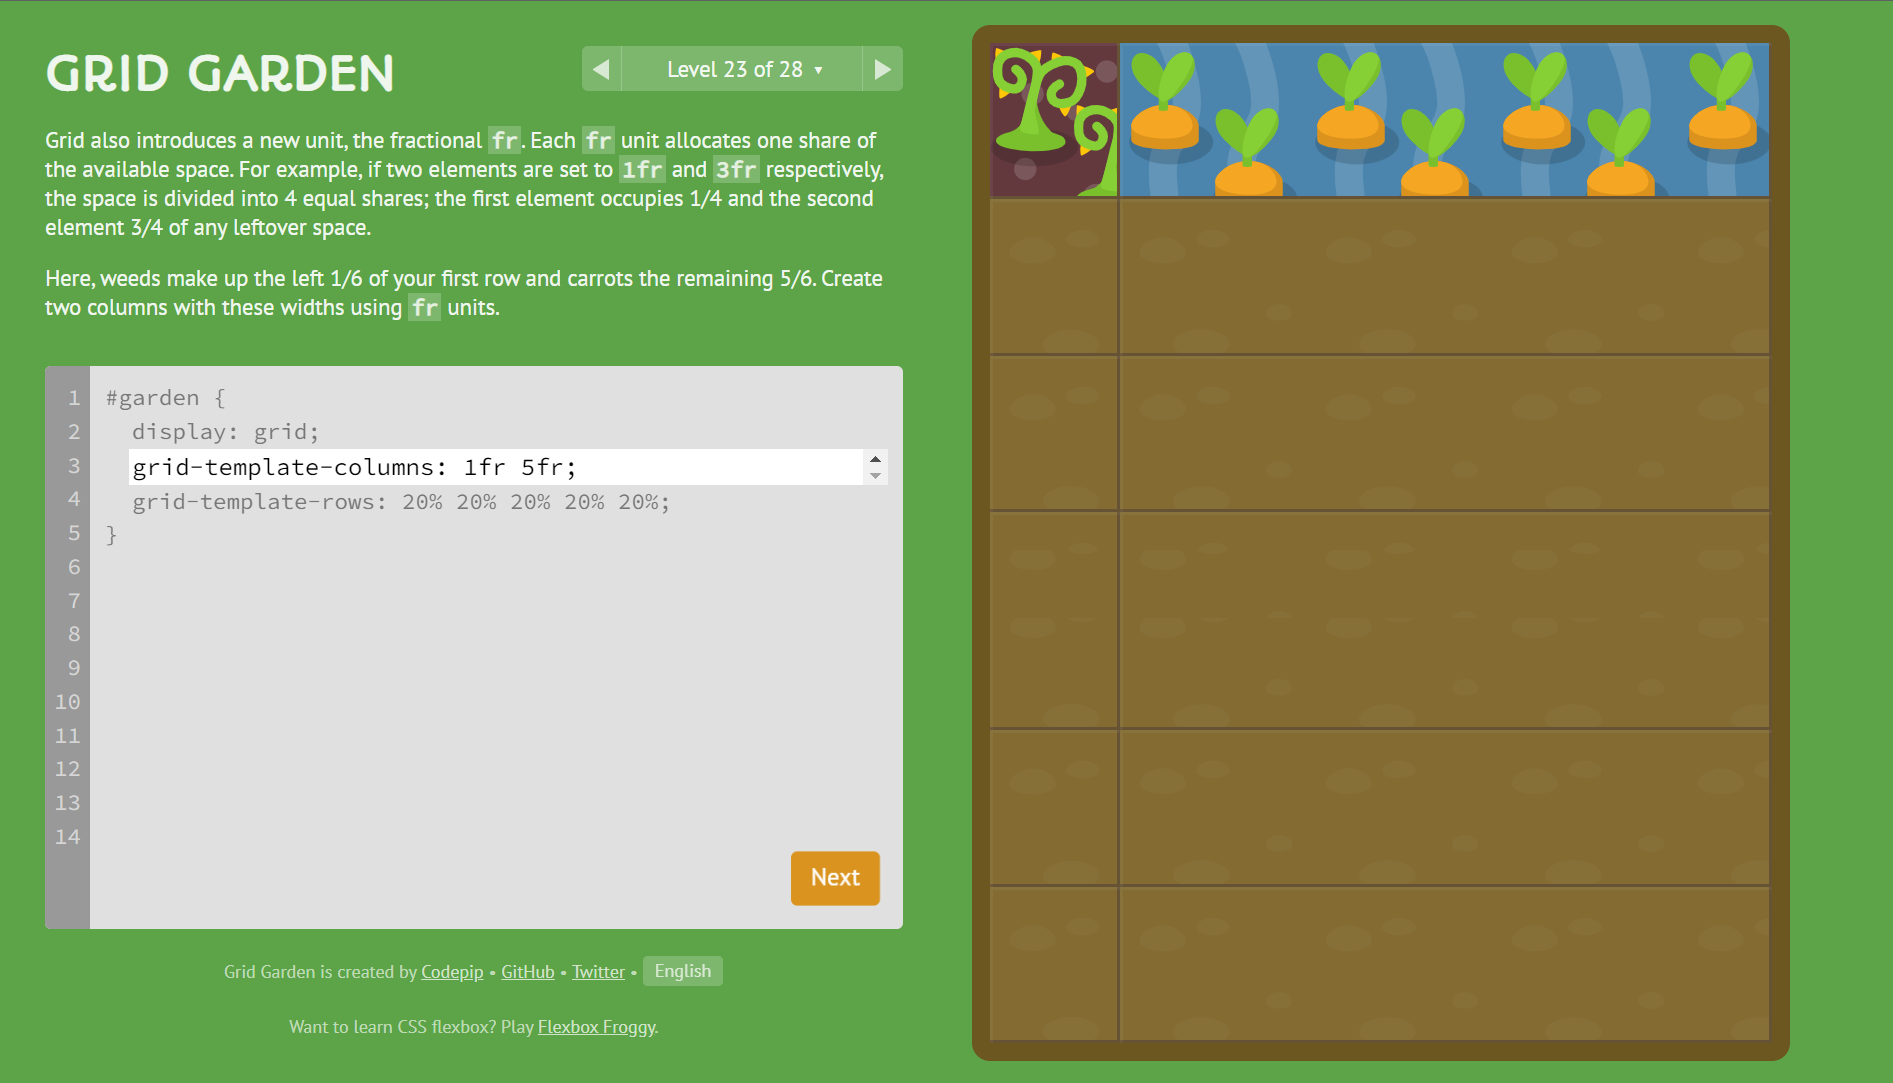 GRID GARDEN
Level 23 of 28 ▼
Grid also introduces a new unit, the fractional fr. Each fr unit allocates one share of
the available space. For example, if two elements are set to 1fr and 3fr respectively,
the space is divided into 4 equal shares; the first element occupies 1/4 and the second
element 3/4 of any leftover space.
Here, weeds make up the left 1/6 of your first row and carrots the remaining 5/6. Create
two columns with these widths using fr units.
1 #garden {
2 display: grid;
3 grid-template-columns: 1fr 5fr;
4 grid-template-rows: 20% 20% 20% 20% 20%;
5 }
6
7
8
9
10
11
12
13
14
Next
Grid Garden is created by Codepip • GitHub • Twitter • English
Want to learn CSS flexbox? Play Flexbox Froggy.